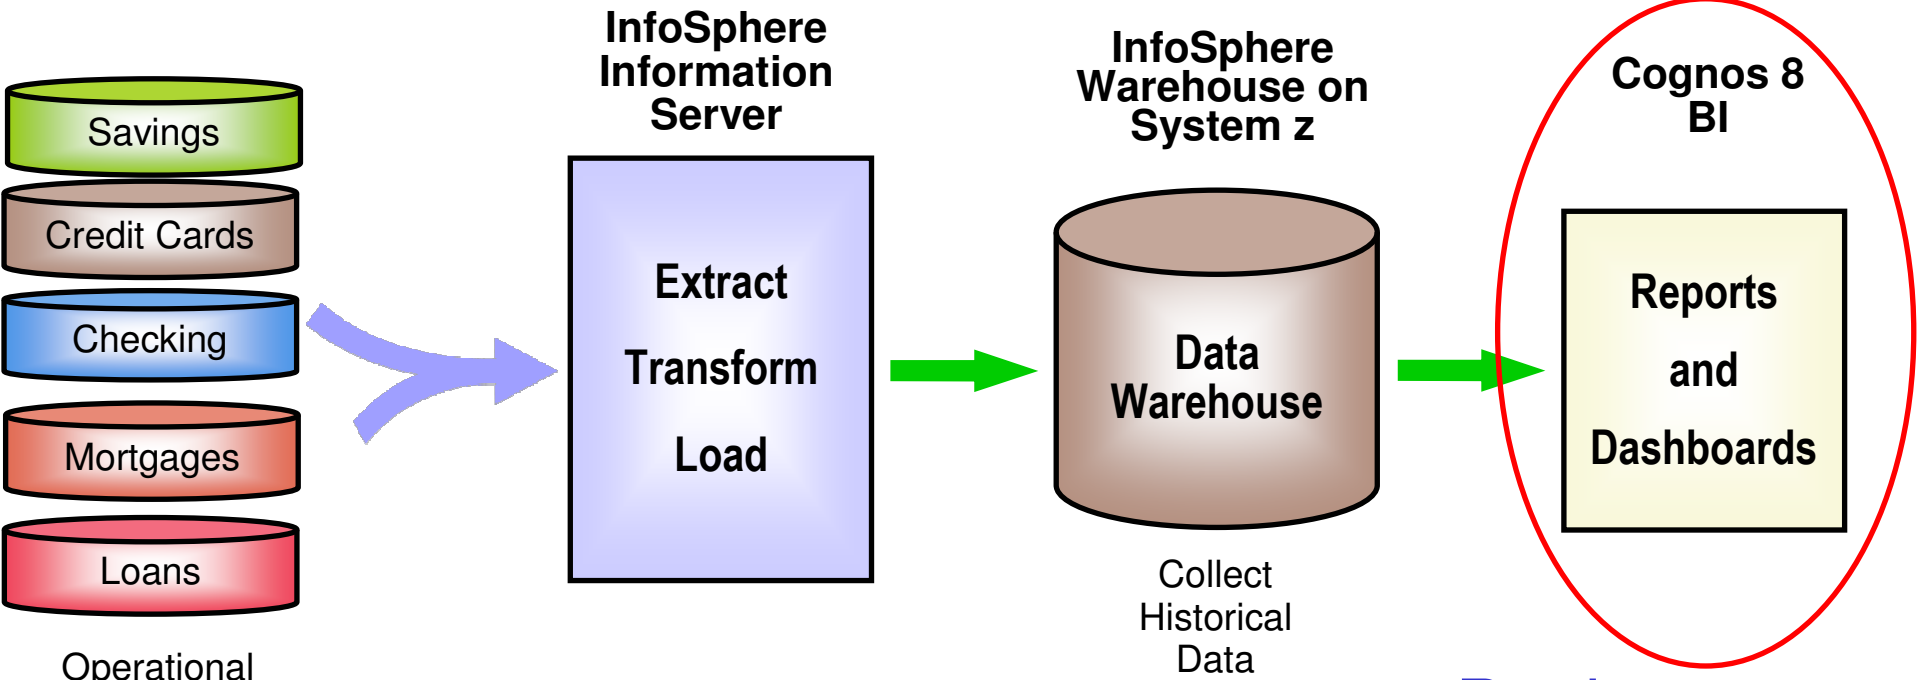 Savings
Credit Cards
Checking
Mortgages
Loans
Operational
InfoSphere
Information
Server
Extract
Transform
Load
InfoSphere
Warehouse on
System z
Data
Warehouse
Collect
Historical
Data
Cognos 8
BI
Reports
and
Dashboards